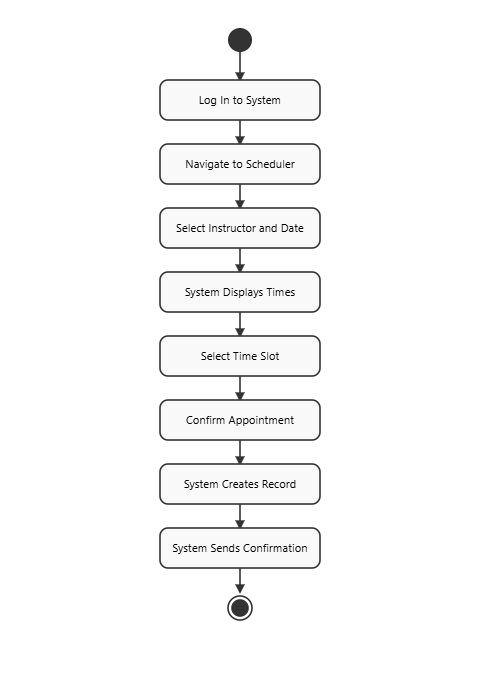 Log In to System
Navigate to Scheduler
Select Instructor and Date
System Displays Times
Select Time Slot
Confirm Appointment
System Creates Record
System Sends Confirmation